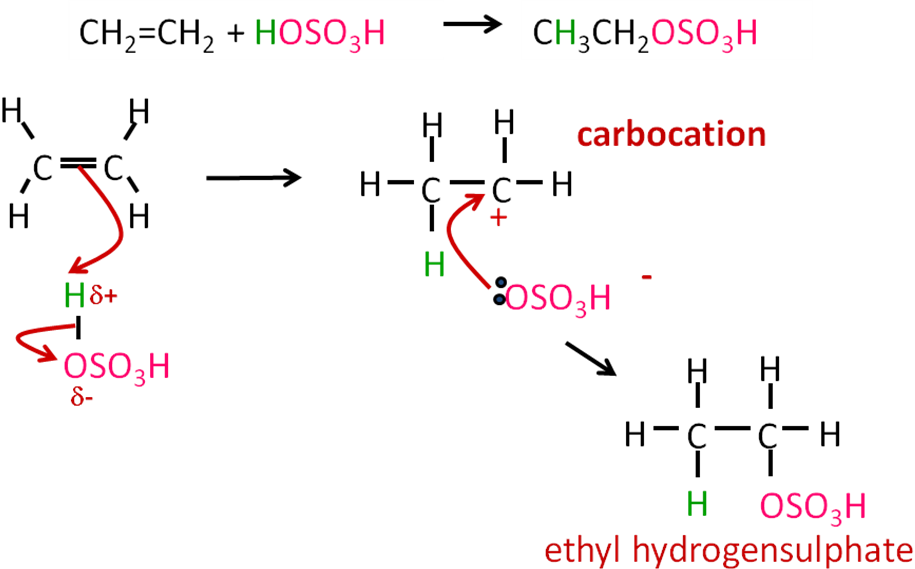 CH₂=CH₂ + HOSO₃H → CH₃CH₂OSO₃H
carbocation
H H
C C
H H
H δ+
OSO₃H
δ-
H H
H C C H
+
H
OSO₃H -
H H
H C C H
H OSO₃H
ethyl hydrogensulphate